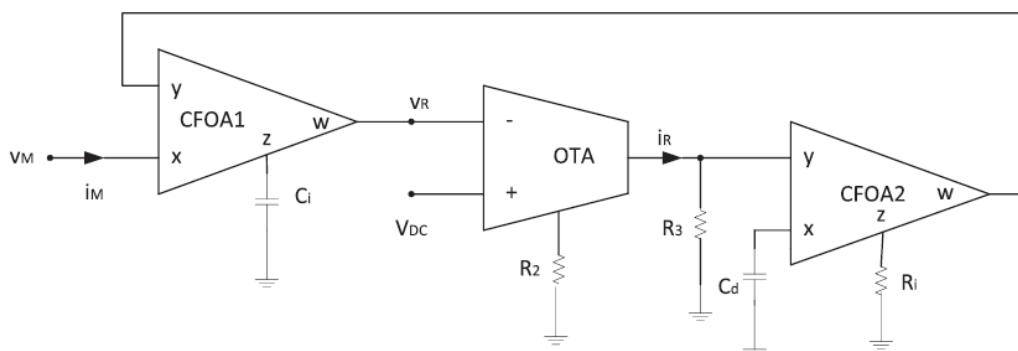 y
CFOA1
w
z
x
vM
iM
Ci
vR
-
OTA
+
VDC
R2
iR
R3
y
CFOA2
w
z
x
Cd
Ri